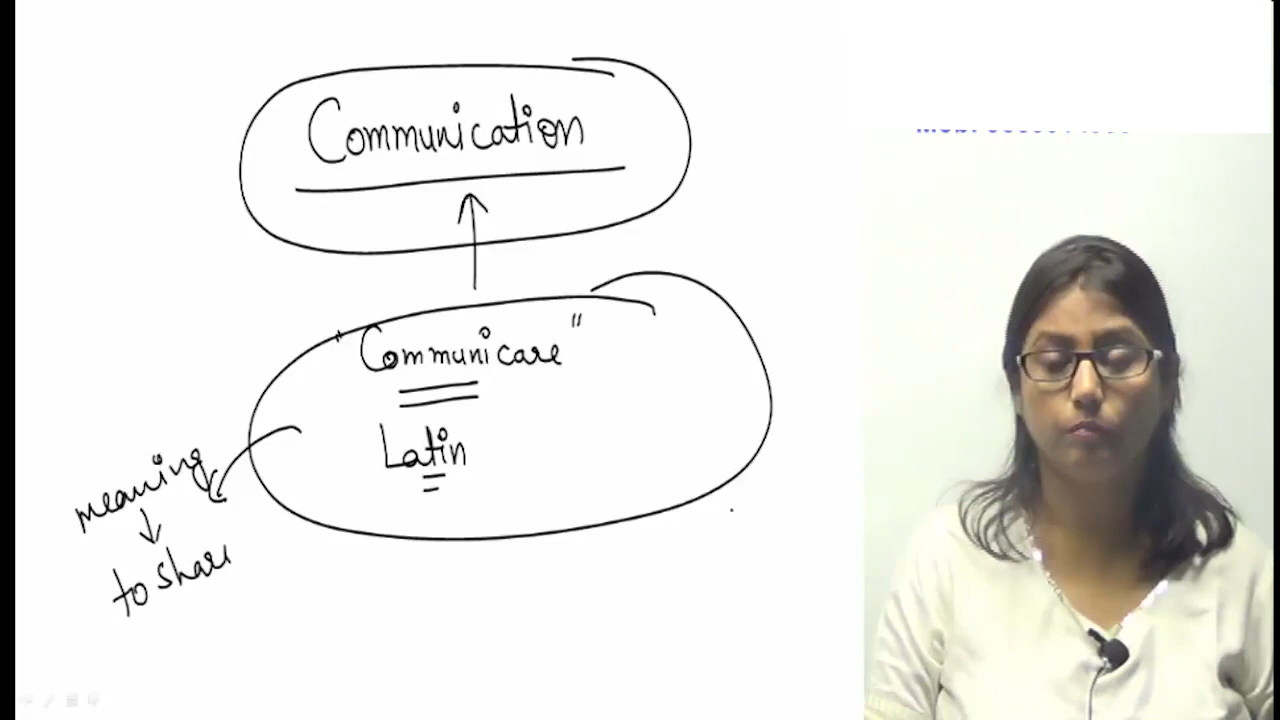 Communication
"Communicare"
Latin
meaning
to share